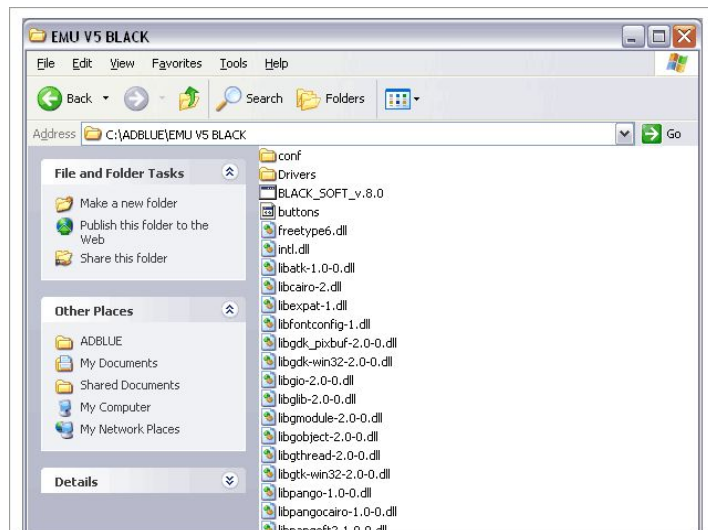 EMU V5 BLACK
File Edit View Favorites Tools Help
Back Search Folders
Address C:\ADBLUE\EMU V5 BLACK Go
File and Folder Tasks
Make a new folder
Publish this folder to the
Web
Share this folder
Other Places
ADBLUE
My Documents
Shared Documents
My Computer
My Network Places
Details
conf
Drivers
BLACK_SOFT_v.8.0
buttons
freetype6.dll
intl.dll
libatk-1.0-0.dll
libcairo-2.dll
libexpat-1.dll
libfontconfig-1.dll
libgdk_pixbuf-2.0-0.dll
libgdk-win32-2.0-0.dll
libgio-2.0-0.dll
libglib-2.0-0.dll
libgmodule-2.0-0.dll
libgobject-2.0-0.dll
libgthread-2.0-0.dll
libgtk-win32-2.0-0.dll
libpango-1.0-0.dll
libpangocairo-1.0-0.dll
libpangoft2-1.0-0.dll